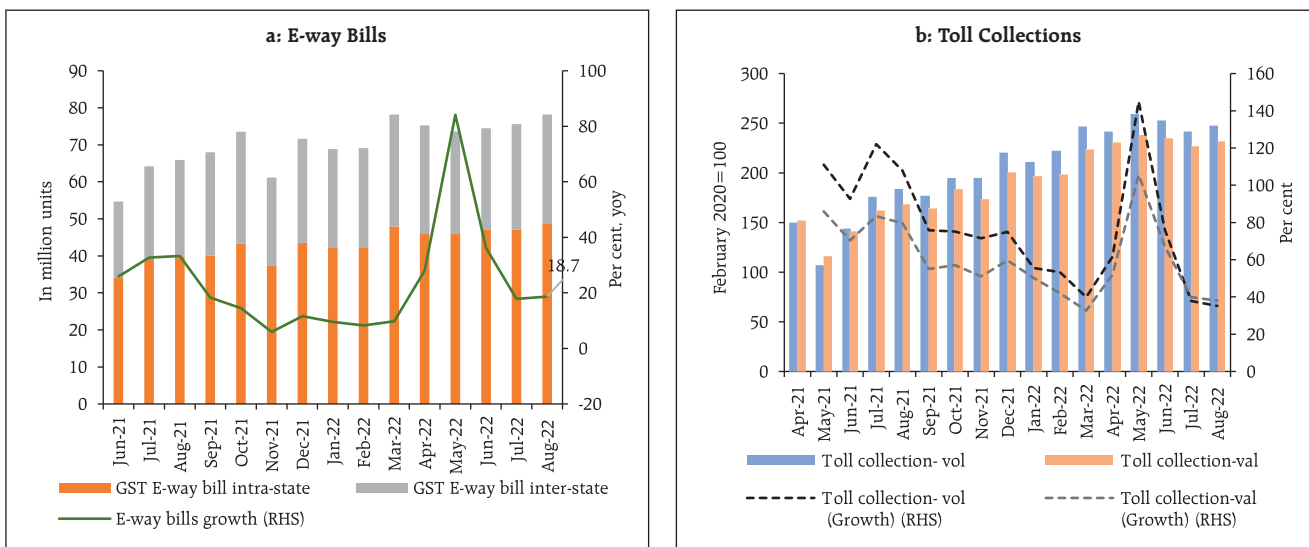 a: E-way Bills
90
80
70
60
50
40
30
20
10
0
In million units
100
80
60
40
20
0
-20
Per cent, yoy
18.7
Jun-21
Jul-21
Aug-21
Sep-21
Oct-21
Nov-21
Dec-21
Jan-22
Feb-22
Mar-22
Apr-22
May-22
Jun-22
Jul-22
Aug-22
GST E-way bill intra-state
GST E-way bill inter-state
E-way bills growth (RHS)
b: Toll Collections
300
250
200
150
100
50
0
February 2020=100
160
140
120
100
80
60
40
20
0
Per cent
Apr-21
May-21
Jun-21
Jul-21
Aug-21
Sep-21
Oct-21
Nov-21
Dec-21
Jan-22
Feb-22
Mar-22
Apr-22
May-22
Jun-22
Jul-22
Aug-22
Toll collection- vol
Toll collection-val
Toll collection- vol
(Growth) (RHS)
Toll collection-val
(Growth) (RHS)